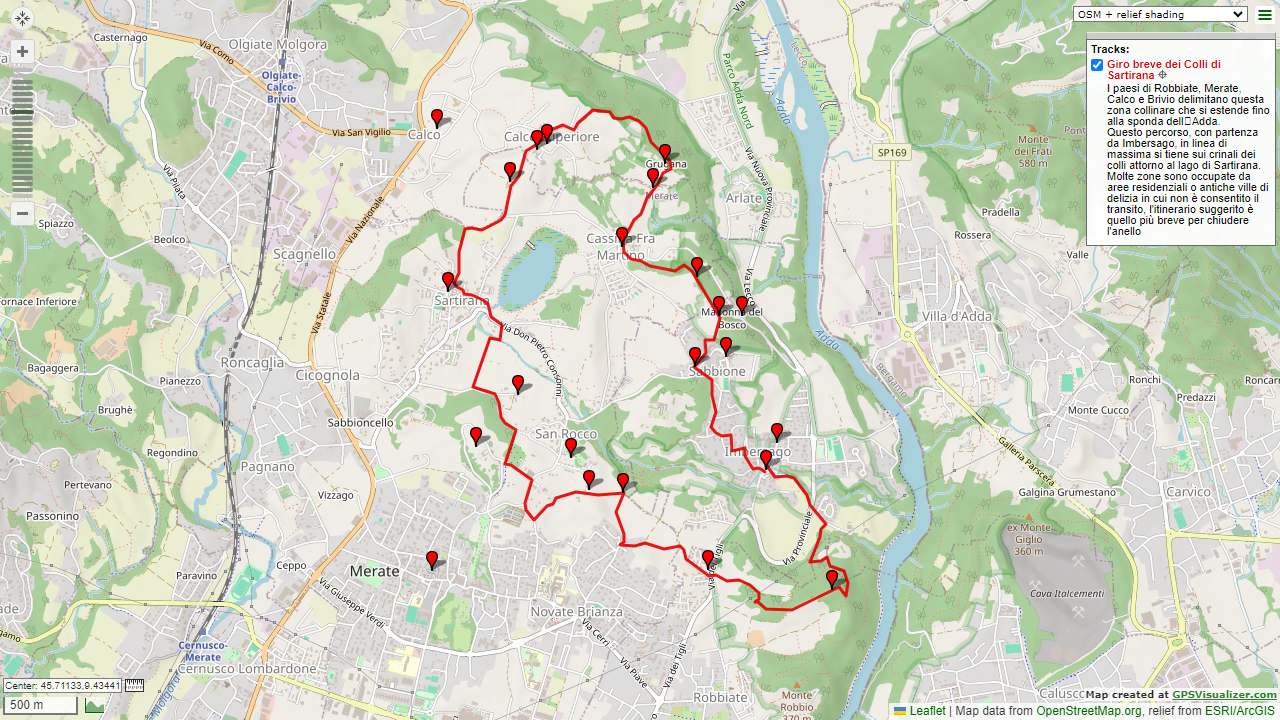 OSM + relief shading
Tracks:
Giro breve dei Colli di
Sartirana
I paesi di Robbiate, Merate,
Calco e Brivio delimitano questa
zona collinare che si estende fino
alla sponda dell□Adda.
Questo percorso, con partenza
da Imbersago, in linea di
massima si tiene sui crinali dei
colli attorno al lago di Sartirana.
Molte zone sono occupate da
aree residenziali o antiche ville di
delizia in cui non è consentito il
transito, l'itinerario suggerito è
quello più breve per chiudere
l'anello
Casternago
Via Como
Olgiate Molgora
Olgiate-
Calco-
Brivio
Via San Vigilio
Calco
Calco Superiore
Via Pilata
Via Nazionale
Spiazzo
Beolco
Scagnello
Via Statale
Fornace Inferiore
Sartirana
Roncaglia
Bagaggera
Pianezzo
Cicognola
Brughè
Sabbioncello
Regondino
Pagnano
Pertevano
Vizzago
Passonino
Ceppo
Paravino
Merate
Via Giuseppe Verdi
Cernusco-
Merate
Cernusco Lombardone
Novate Brianza
Via Cerri
Via Piave
Via dei Tigli
Via dei Tigli
Robbiate
San Rocco
Via Don Pietro Consonni
Cassina Fra
Martino
Grugana
Merate
Arlate
Parco Adda Nord
Lecco
Adda
Via Nuova Provinciale
Via Lecco
Madonna del
Bosco
Sabbione
Imbersago
Via Provinciale
Adda
Bergamo
SP169
Monte
dei Frati
580 m
Pradella
Rossera
Valle
Villa d'Adda
Ronchi
Predazzi
Monte Cucco
Galleria Parscera
Galgina Grumestano
Carvico
ex Monte
Giglio
360 m
Cava Italcementi
Monte
Robbio
370 m
Calusco
Center: 45.71133,9.43441
500 m
Map created at GPSVisualizer.com
Leaflet | Map data from OpenStreetMap.org, relief from ESRI/ArcGIS